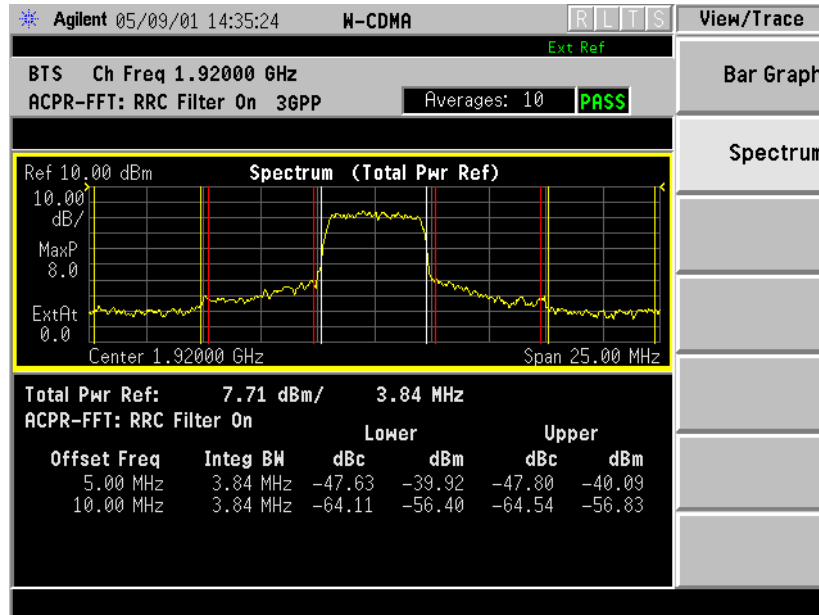 Agilent 05/09/01 14:35:24 W-CDMA R L T S View/Trace
Ext Ref
BTS Ch Freq 1.92000 GHz
ACPR-FFT: RRC Filter On 3GPP Averages: 10 PASS
Bar Graph
Spectrum
Ref 10.00 dBm Spectrum (Total Pwr Ref)
10.00
dB/
MaxP
8.0
ExtAt
0.0
Center 1.92000 GHz Span 25.00 MHz
Total Pwr Ref: 7.71 dBm/ 3.84 MHz
ACPR-FFT: RRC Filter On
Lower Upper
Offset Freq Integ BW dBc dBm dBc dBm
5.00 MHz 3.84 MHz -47.63 -39.92 -47.80 -40.09
10.00 MHz 3.84 MHz -64.11 -56.40 -64.54 -56.83